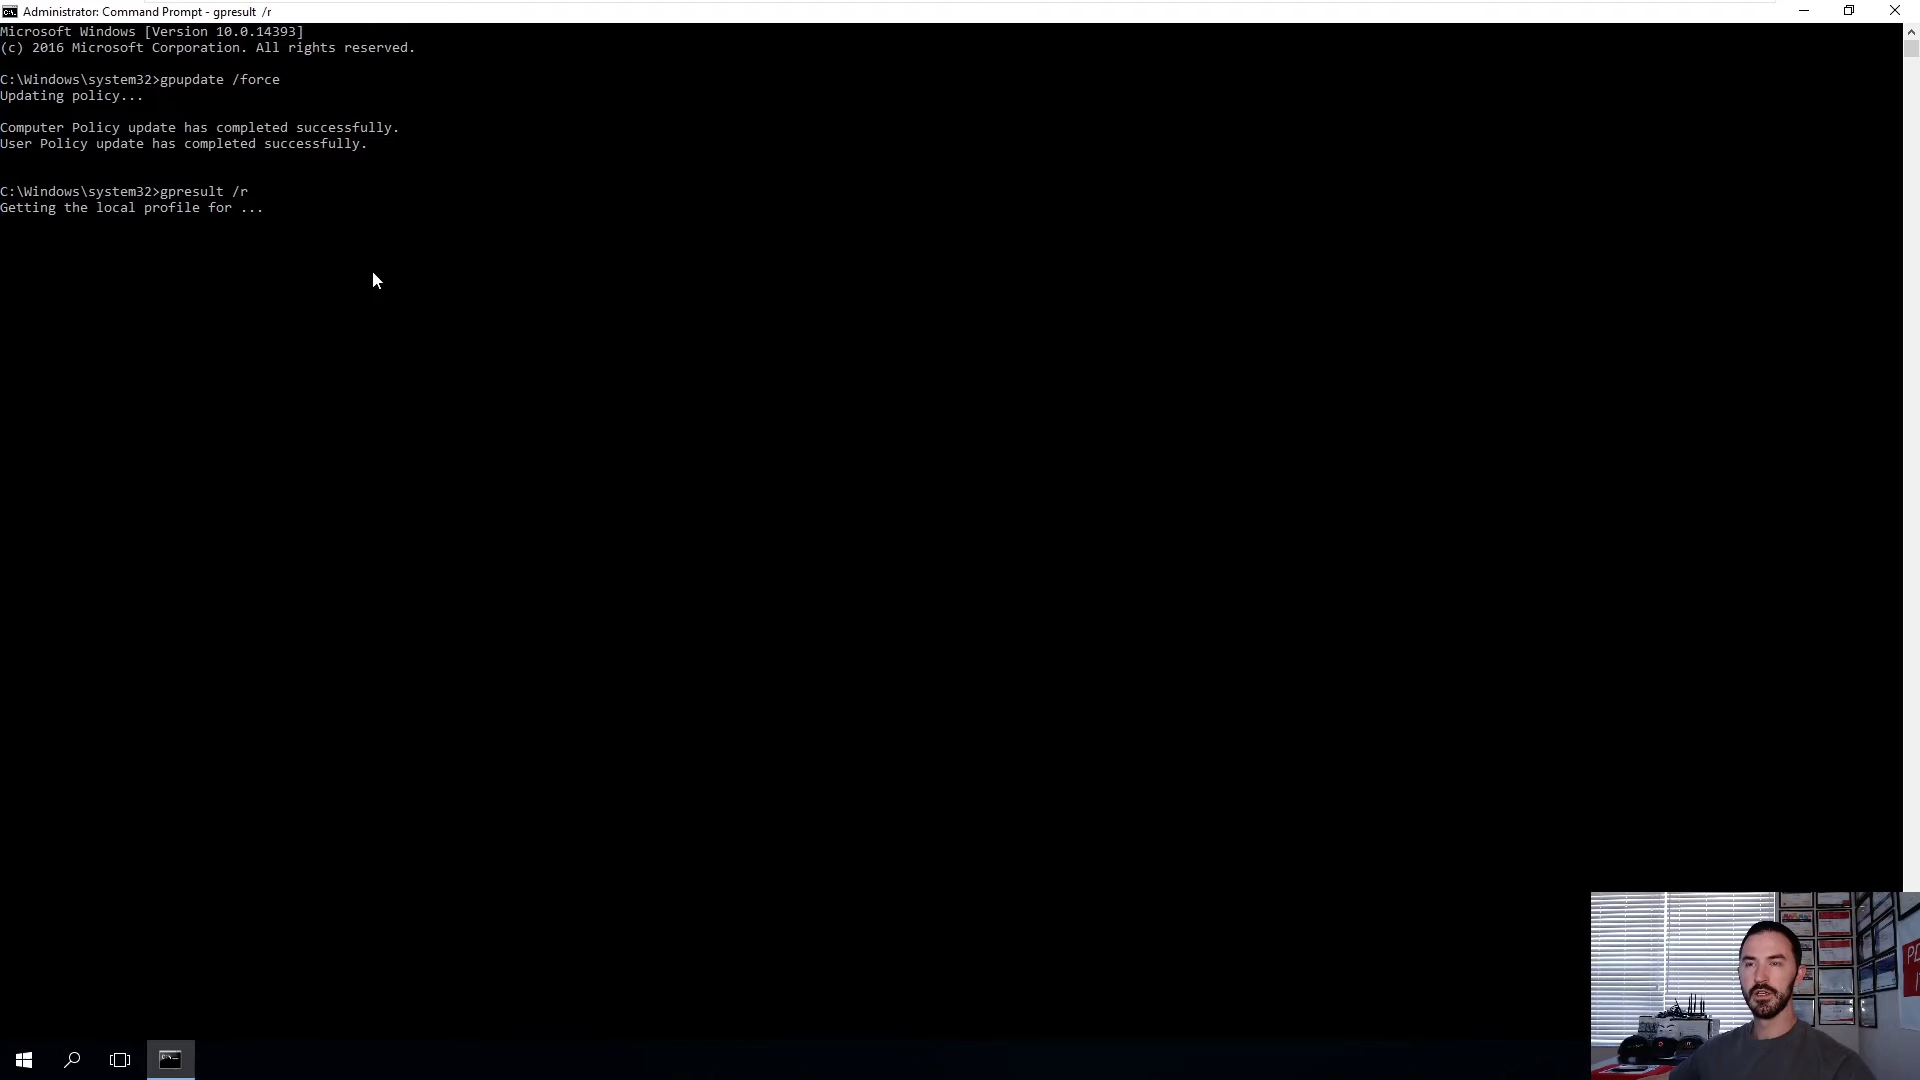 Administrator: Command Prompt - gpresult  /r
Microsoft Windows [Version 10.0.14393]
(c) 2016 Microsoft Corporation. All rights reserved.
C:\Windows\system32>gpupdate /force
Updating policy...
Computer Policy update has completed successfully.
User Policy update has completed successfully.
C:\Windows\system32>gpresult /r
Getting the local profile for ...